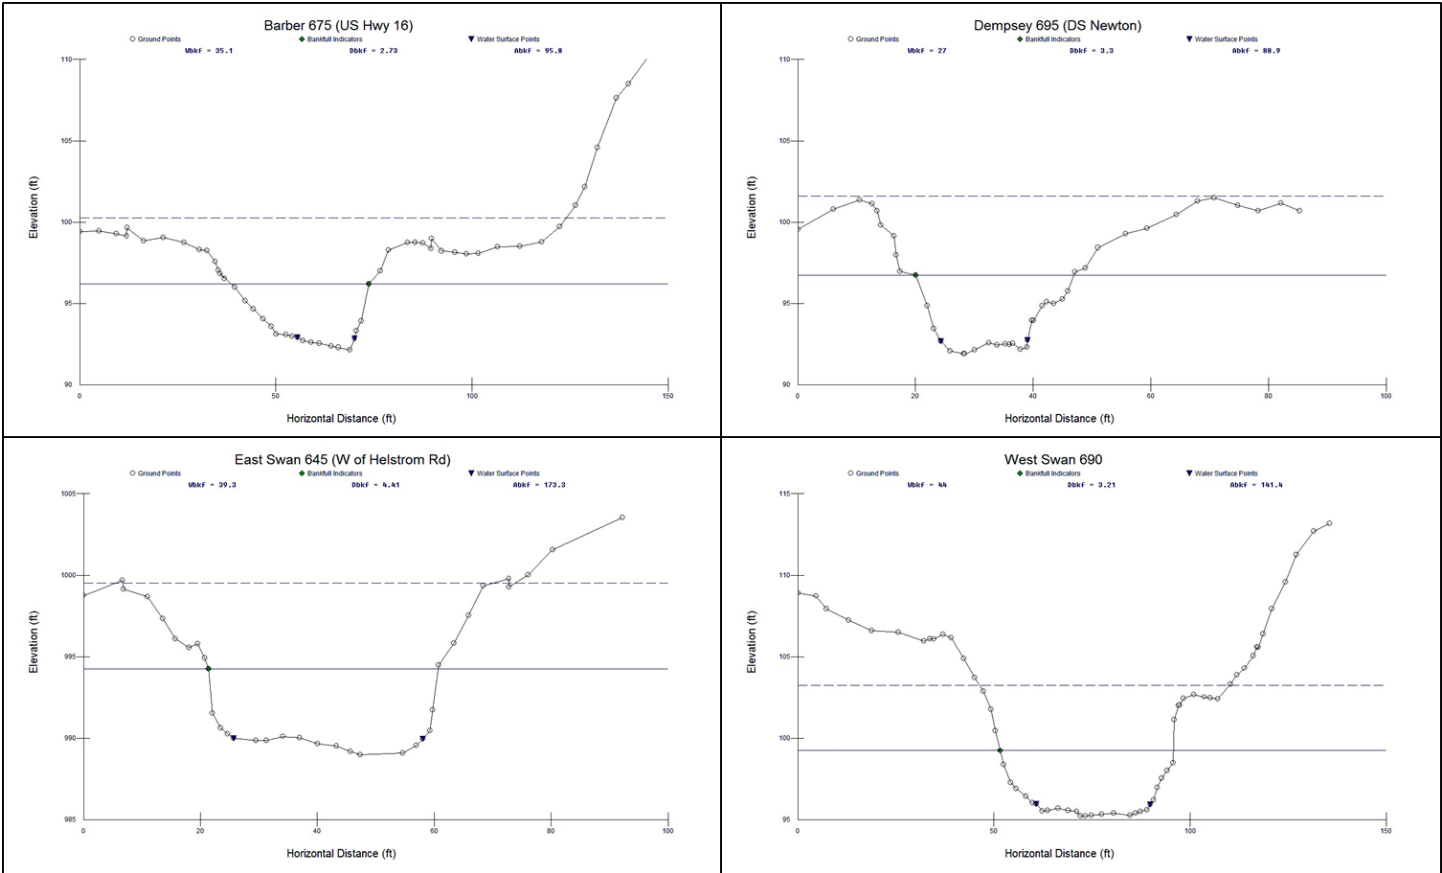 Barber 675 (US Hwy 16)
Ground Points Bankfull Indicators Water Surface Points
Wbkf = 35.1 Dbkf = 2.73 Abkf = 95.8
110
105
100
95
90
Elevation (ft)
0 50 100 150
Horizontal Distance (ft)
Dempsey 695 (DS Newton)
Ground Points Bankfull Indicators Water Surface Points
Wbkf = 27 Dbkf = 3.3 Abkf = 88.9
110
105
100
95
90
Elevation (ft)
0 20 40 60 80 100
Horizontal Distance (ft)
East Swan 645 (W of Helstrom Rd)
Ground Points Bankfull Indicators Water Surface Points
Wbkf = 39.3 Dbkf = 4.41 Abkf = 173.3
1005
1000
995
990
985
Elevation (ft)
0 20 40 60 80 100
Horizontal Distance (ft)
West Swan 690
Ground Points Bankfull Indicators Water Surface Points
Wbkf = 44 Dbkf = 3.21 Abkf = 141.4
115
110
105
100
95
Elevation (ft)
0 50 100 150
Horizontal Distance (ft)